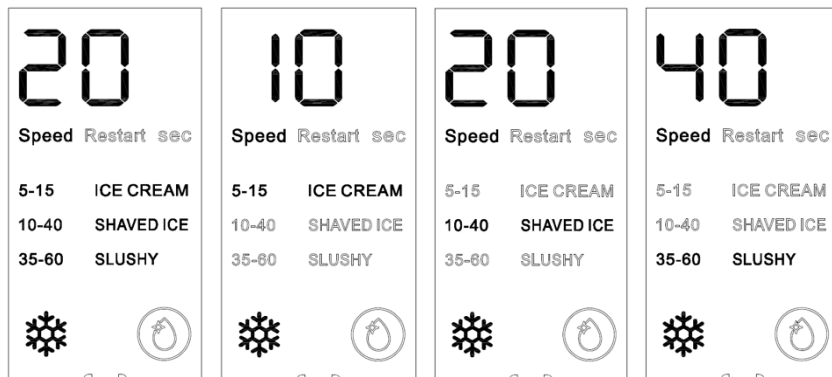 20
Speed Restart sec
5-15 ICE CREAM
10-40 SHAVED ICE
35-60 SLUSHY
10
Speed Restart sec
5-15 ICE CREAM
10-40 SHAVED ICE
35-60 SLUSHY
20
Speed Restart sec
5-15 ICE CREAM
10-40 SHAVED ICE
35-60 SLUSHY
40
Speed Restart sec
5-15 ICE CREAM
10-40 SHAVED ICE
35-60 SLUSHY